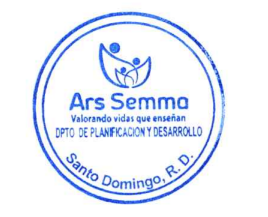 Ars Semma
Valorando vidas que enseñan
DPTO DE PLANIFICACION Y DESARROLLO
Santo Domingo, R. D.